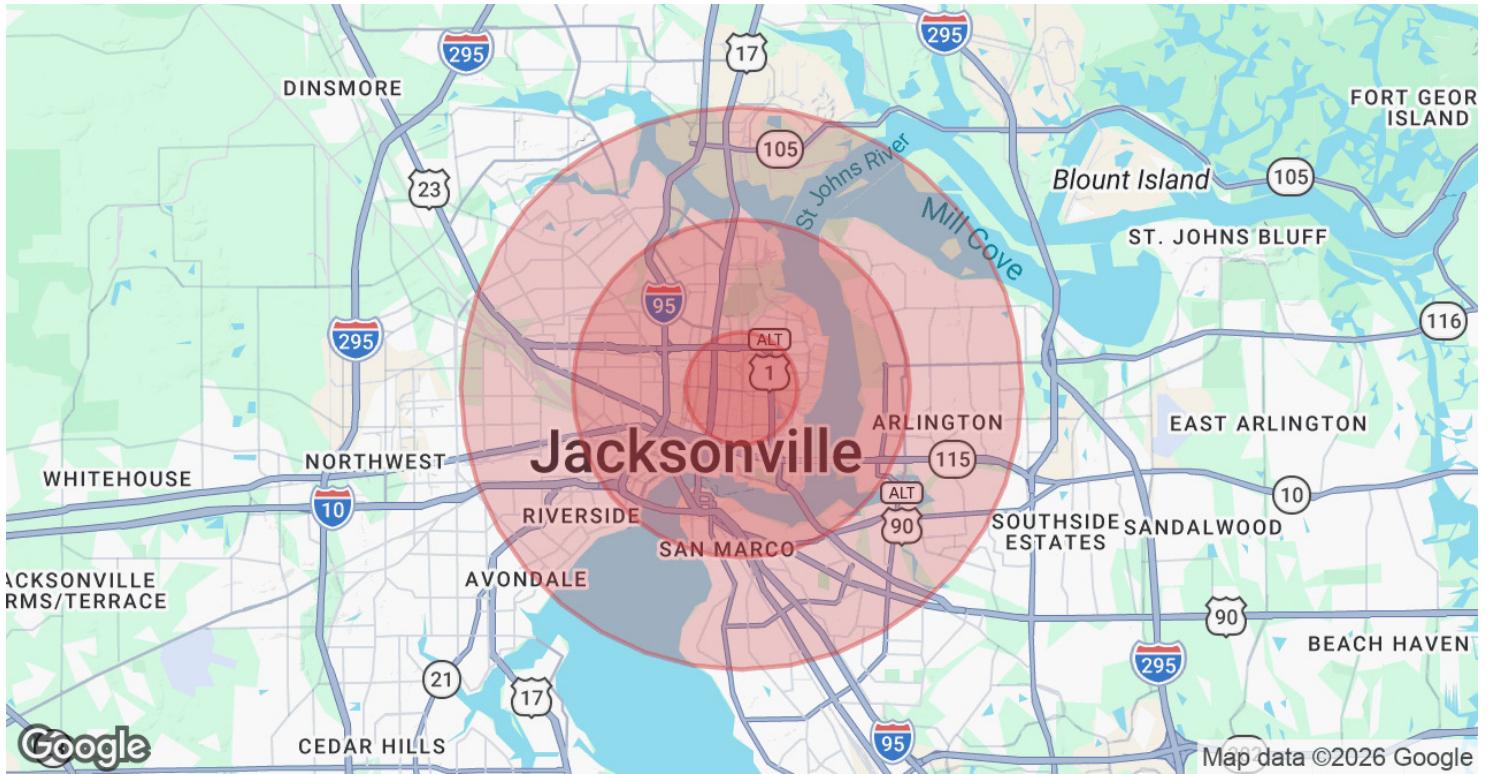 295
17
295
DINSMORE
FORT GEOR
ISLAND
105
St Johns River
23
Blount Island
105
Mill Cove
ST. JOHNS BLUFF
95
116
295
ALT
1
ARLINGTON
EAST ARLINGTON
Jacksonville
NORTHWEST
115
WHITEHOUSE
ALT
10
10
RIVERSIDE
90
SOUTHSIDE
ESTATES
SANDALWOOD
SAN MARCO
ACKSONVILLE
RMS/TERRACE
AVONDALE
90
BEACH HAVEN
295
21
17
95
CEDAR HILLS
Google
Map data ©2026 Google